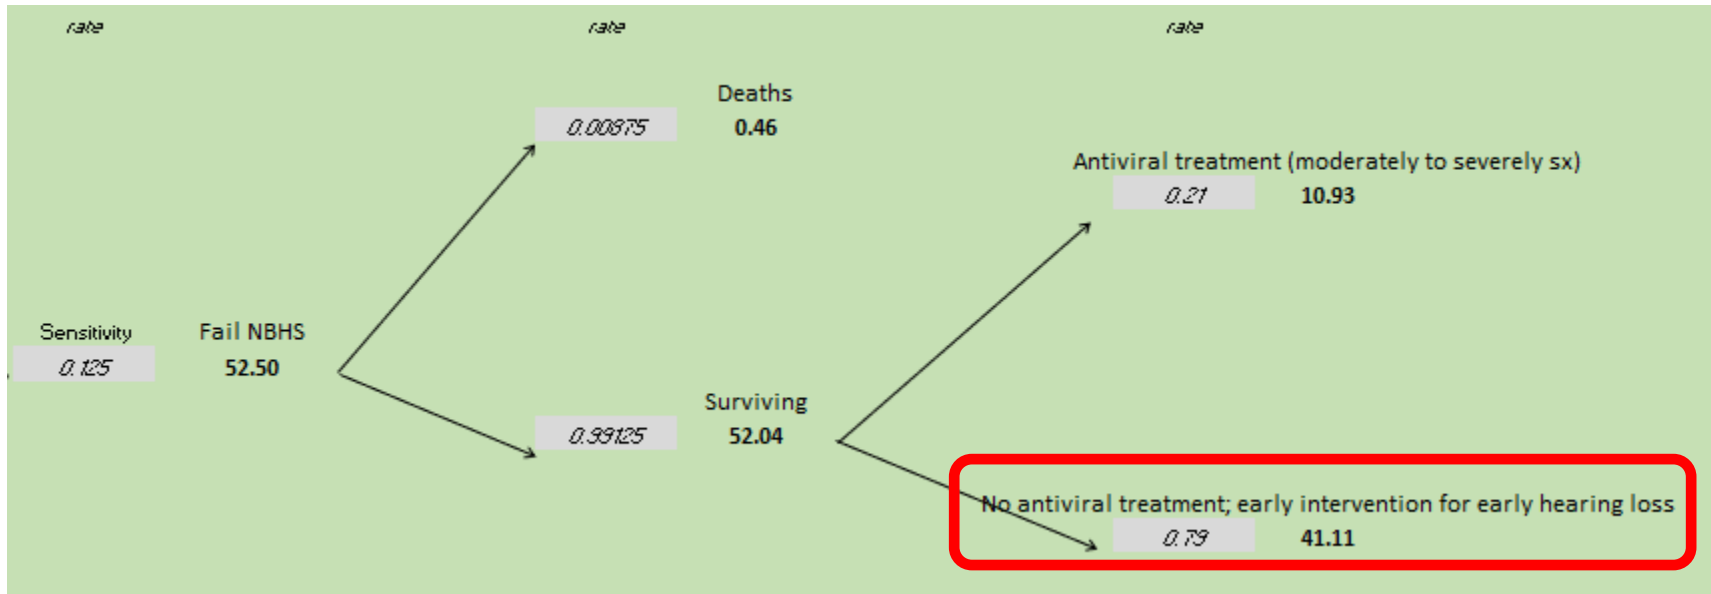 rate rate rate
Deaths
0.00875 0.46
Antiviral treatment (moderately to severely sx)
0.21 10.93
Sensitivity Fail NBHS
0.125 52.50
Surviving
0.99125 52.04
No antiviral treatment; early intervention for early hearing loss
0.79 41.11